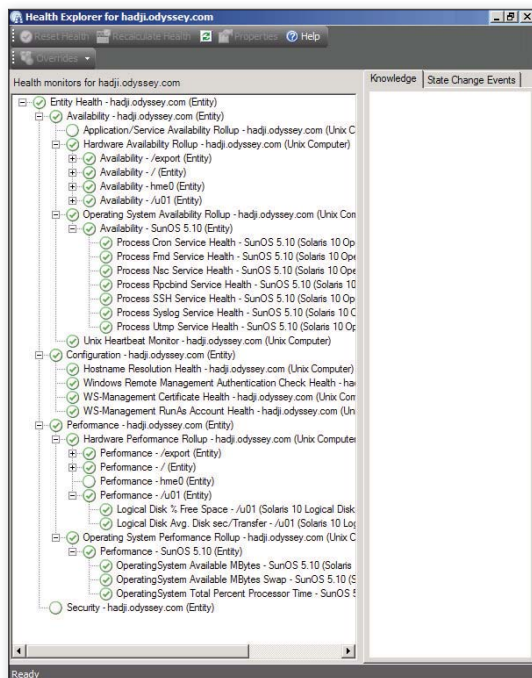 Health Explorer for hadji.odyssey.com
Reset Health Recalculate Health Properties Help
Overrides
Health monitors for hadji.odyssey.com
Entity Health - hadji.odyssey.com (Entity)
Availability - hadji.odyssey.com (Entity)
Application/Service Availability Rollup - hadji.odyssey.com (Unix C
Hardware Availability Rollup - hadji.odyssey.com (Unix Computer)
Availability - /export (Entity)
Availability - / (Entity)
Availability - hme0 (Entity)
Availability - /u01 (Entity)
Operating System Availability Rollup - hadji.odyssey.com (Unix Com
Availability - SunOS 5.10 (Entity)
Process Cron Service Health - SunOS 5.10 (Solaris 10 Ope
Process Fmd Service Health - SunOS 5.10 (Solaris 10 Ope
Process Nsc Service Health - SunOS 5.10 (Solaris 10 Ope
Process Rpcbind Service Health - SunOS 5.10 (Solaris 10
Process SSH Service Health - SunOS 5.10 (Solaris 10 Ope
Process Syslog Service Health - SunOS 5.10 (Solaris 10 O
Process Utmp Service Health - SunOS 5.10 (Solaris 10 Op
Unix Heartbeat Monitor - hadji.odyssey.com (Unix Computer)
Configuration - hadji.odyssey.com (Entity)
Hostname Resolution Health - hadji.odyssey.com (Unix Computer)
Windows Remote Management Authentication Check Health - ha
WS-Management Certificate Health - hadji.odyssey.com (Unix Com
WS-Management RunAs Account Health - hadji.odyssey.com (Un
Performance - hadji.odyssey.com (Entity)
Hardware Performance Rollup - hadji.odyssey.com (Unix Compute
Performance - /export (Entity)
Performance - / (Entity)
Performance - hme0 (Entity)
Performance - /u01 (Entity)
Logical Disk % Free Space - /u01 (Solaris 10 Logical Disk
Logical Disk Avg. Disk sec/Transfer - /u01 (Solaris 10 Log
Operating System Performance Rollup - hadji.odyssey.com (Unix C
Performance - SunOS 5.10 (Entity)
OperatingSystem Available MBytes - SunOS 5.10 (Solaris
OperatingSystem Available MBytes Swap - SunOS 5.10 (S
OperatingSystem Total Percent Processor Time - SunOS 5
Security - hadji.odyssey.com (Entity)
Knowledge State Change Events
Ready